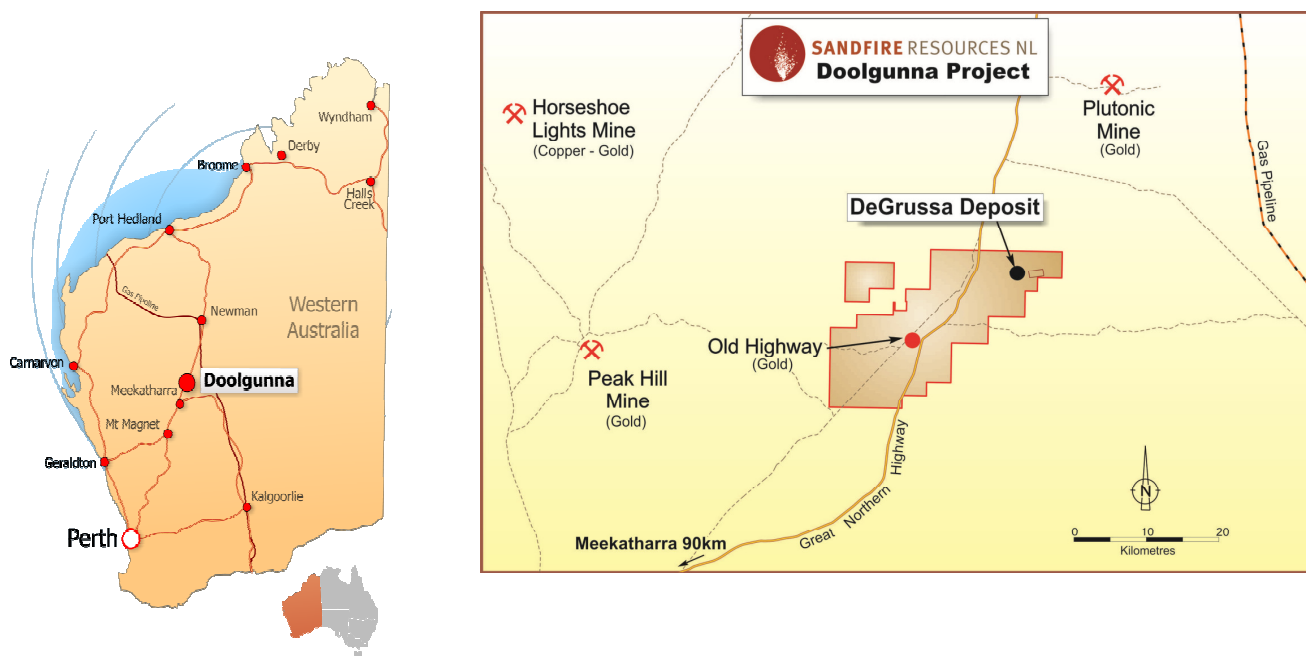 Wyndham
Derby
Broome
Halls
Creek
Port Hedland
Gas Pipeline
Newman
Western
Australia
Carnarvon
Doolgunna
Meekatharra
Mt Magnet
Geraldton
Kalgoorlie
Perth
SANDFIRE RESOURCES NL
Doolgunna Project
Horseshoe
Lights Mine
(Copper - Gold)
Plutonic
Mine
(Gold)
Gas Pipeline
DeGrussa Deposit
Old Highway
(Gold)
Peak Hill
Mine
(Gold)
Great Northern Highway
Meekatharra 90km
N
0 10 20
Kilometres